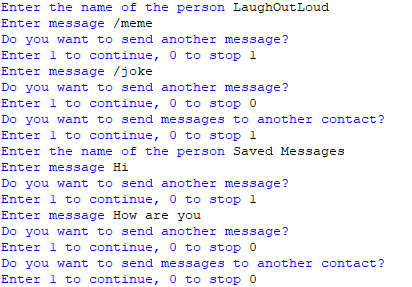 Enter the name of the person LaughOutLoud
Enter message /meme
Do you want to send another message?
Enter 1 to continue, 0 to stop 1
Enter message /joke
Do you want to send another message?
Enter 1 to continue, 0 to stop 0
Do you want to send messages to another contact?
Enter 1 to continue, 0 to stop 1
Enter the name of the person Saved Messages
Enter message Hi
Do you want to send another message?
Enter 1 to continue, 0 to stop 1
Enter message How are you
Do you want to send another message?
Enter 1 to continue, 0 to stop 0
Do you want to send messages to another contact?
Enter 1 to continue, 0 to stop 0